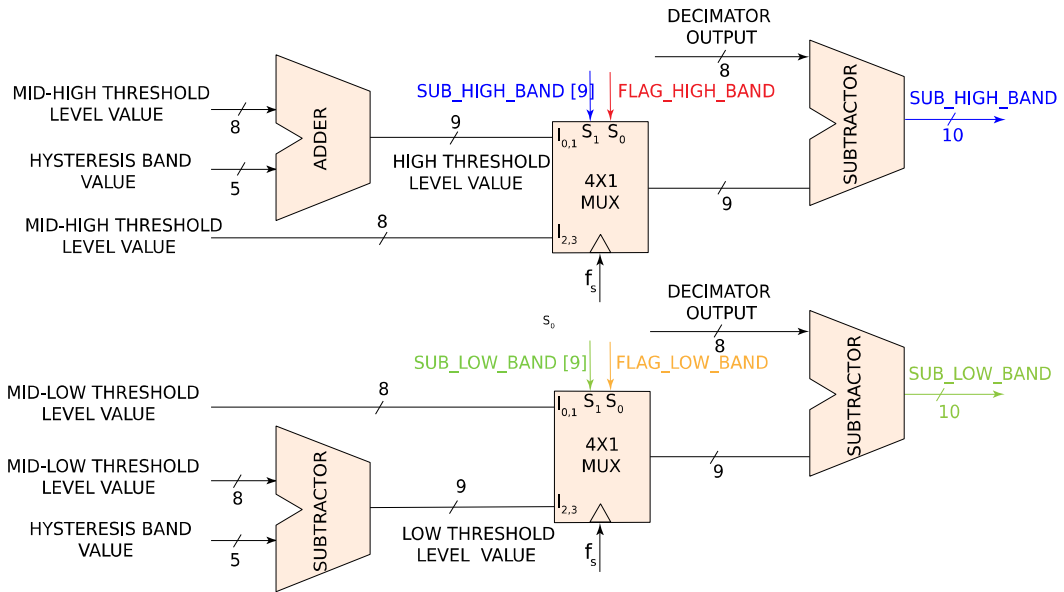 DECIMATOR
OUTPUT
8
MID-HIGH THRESHOLD
LEVEL VALUE
8
HYSTERESIS BAND
VALUE
5
ADDER
9
HIGH THRESHOLD
LEVEL VALUE
SUB_HIGH_BAND [9]
FLAG_HIGH_BAND
I0,1
S1 S0
4X1
MUX
I2,3
fs
MID-HIGH THRESHOLD
LEVEL VALUE
8
9
SUBTRACTOR
SUB_HIGH_BAND
10
S0
DECIMATOR
OUTPUT
8
SUB_LOW_BAND [9]
FLAG_LOW_BAND
MID-LOW THRESHOLD
LEVEL VALUE
8
I0,1
S1 S0
4X1
MUX
I2,3
fs
MID-LOW THRESHOLD
LEVEL VALUE
8
HYSTERESIS BAND
VALUE
5
SUBTRACTOR
9
LOW THRESHOLD
LEVEL VALUE
9
SUBTRACTOR
SUB_LOW_BAND
10